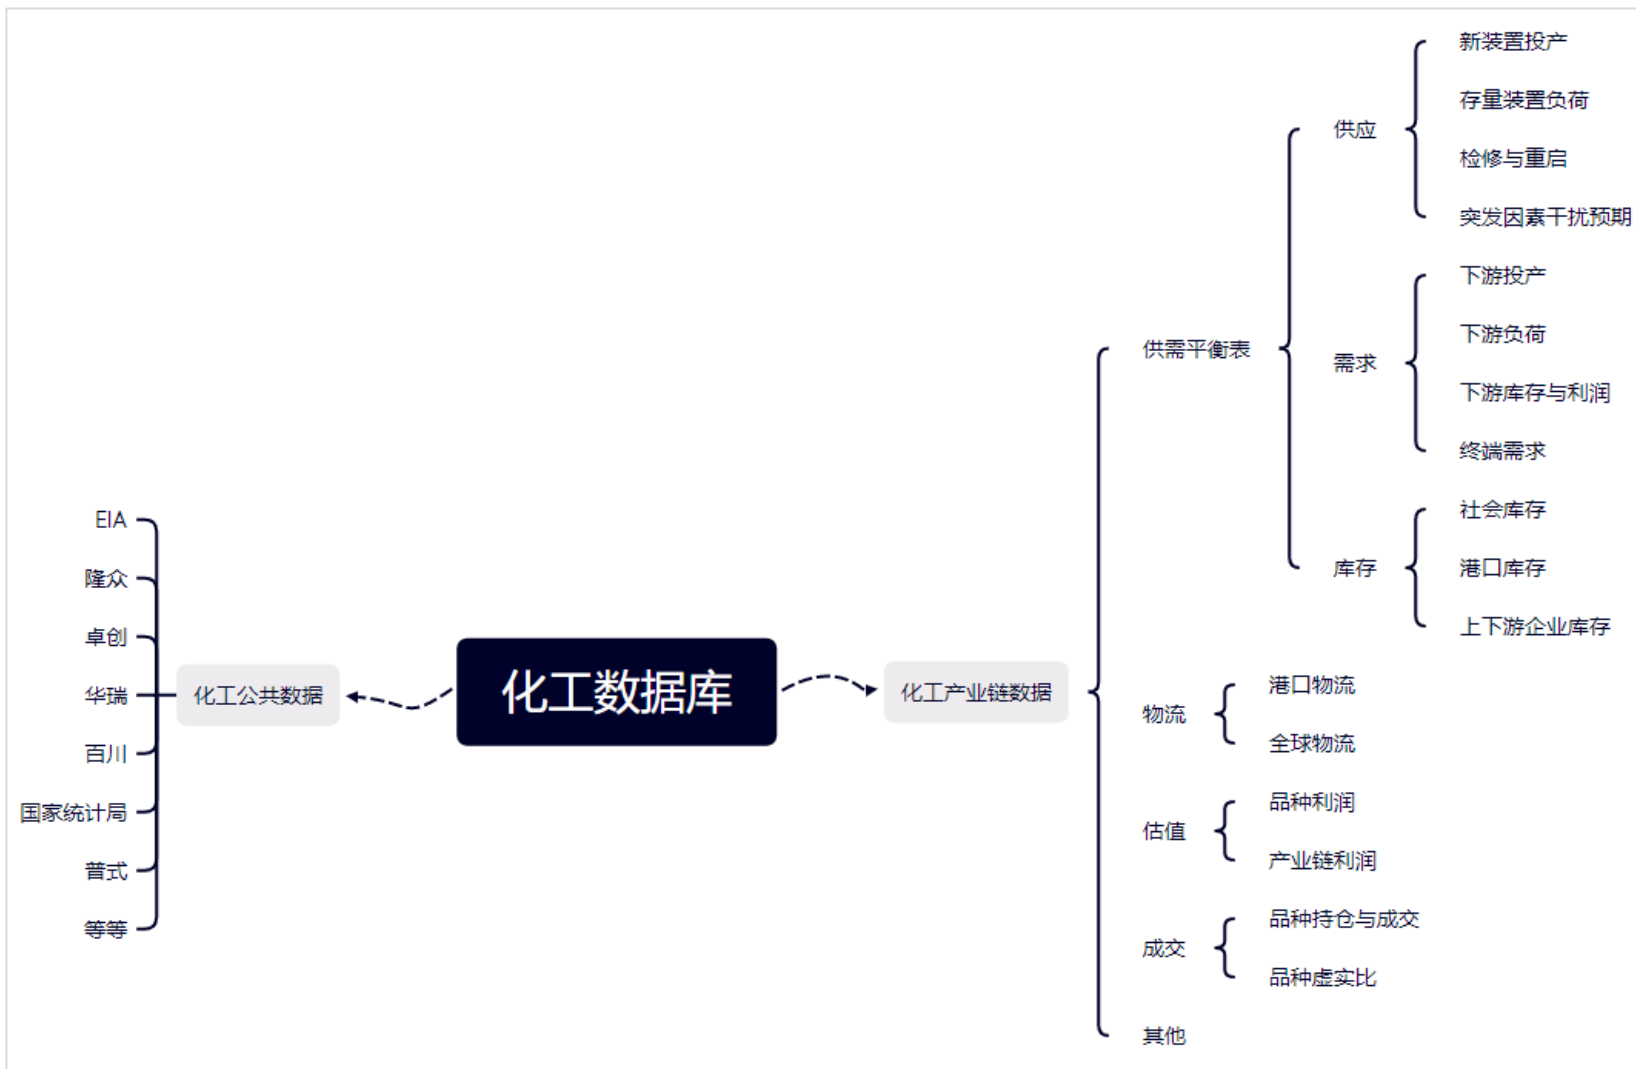 化工数据库
化工公共数据
EIA
隆众
卓创
华瑞
百川
国家统计局
普式
等等
化工产业链数据
供需平衡表
供应
新装置投产
存量装置负荷
检修与重启
突发因素干扰预期
需求
下游投产
下游负荷
下游库存与利润
终端需求
库存
社会库存
港口库存
上下游企业库存
物流
港口物流
全球物流
估值
品种利润
产业链利润
成交
品种持仓与成交
品种虚实比
其他